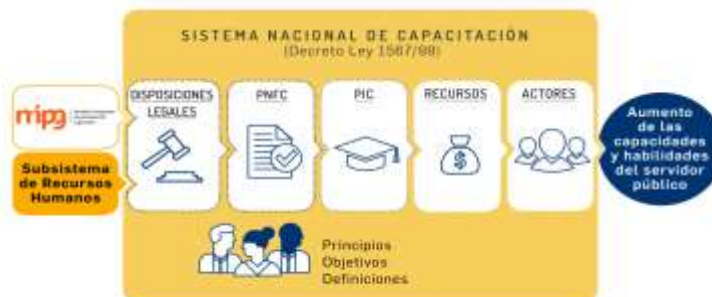 SISTEMA NACIONAL DE CAPACITACIÓN
(Decreto Ley 1567/98)
mipg
Subsistema
de Recursos
Humanos
DISPOSICIONES
LEGALES
PNFC
PIC
RECURSOS
ACTORES
Aumento
de las
capacidades
y habilidades
del servidor
público
$
Principios
Objetivos
Definiciones